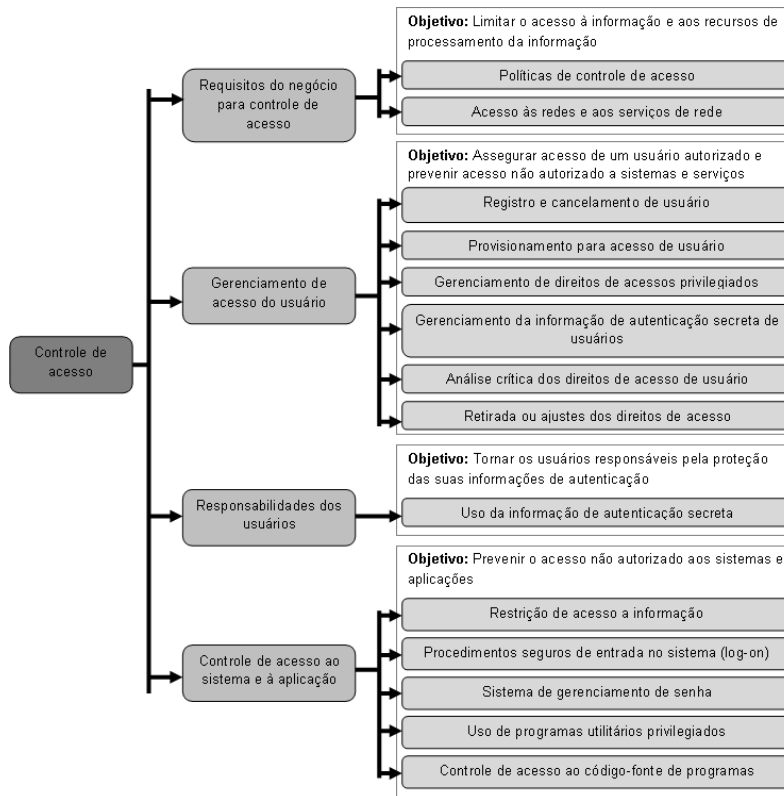 Controle de
acesso
Requisitos do negócio
para controle de
acesso
Objetivo: Limitar o acesso à informação e aos recursos de
processamento da informação
Políticas de controle de acesso
Acesso às redes e aos serviços de rede
Gerenciamento de
acesso do usuário
Objetivo: Assegurar acesso de um usuário autorizado e
prevenir acesso não autorizado a sistemas e serviços
Registro e cancelamento de usuário
Provisionamento para acesso de usuário
Gerenciamento de direitos de acessos privilegiados
Gerenciamento da informação de autenticação secreta de
usuários
Análise crítica dos direitos de acesso de usuário
Retirada ou ajustes dos direitos de acesso
Responsabilidades dos
usuários
Objetivo: Tornar os usuários responsáveis pela proteção
das suas informações de autenticação
Uso da informação de autenticação secreta
Controle de acesso ao
sistema e à aplicação
Objetivo: Prevenir o acesso não autorizado aos sistemas e
aplicações
Restrição de acesso a informação
Procedimentos seguros de entrada no sistema (log-on)
Sistema de gerenciamento de senha
Uso de programas utilitários privilegiados
Controle de acesso ao código-fonte de programas